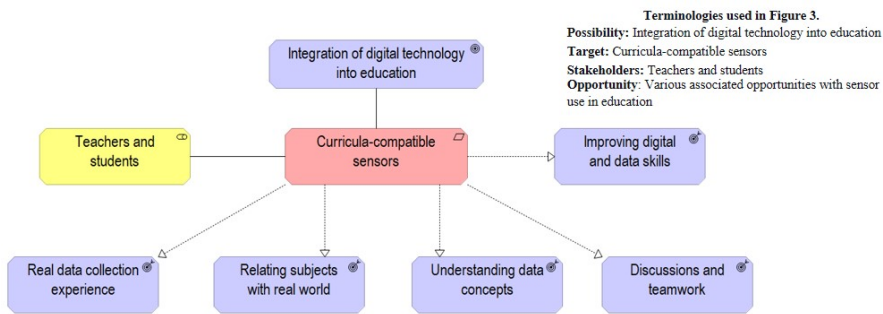 Terminologies used in Figure 3.
Possibility: Integration of digital technology into education
Target: Curricula-compatible sensors
Stakeholders: Teachers and students
Opportunity: Various associated opportunities with sensor
use in education
Integration of digital technology
into education
Teachers and
students
Curricula-compatible
sensors
Improving digital
and data skills
Real data collection
experience
Relating subjects
with real world
Understanding data
concepts
Discussions and
teamwork